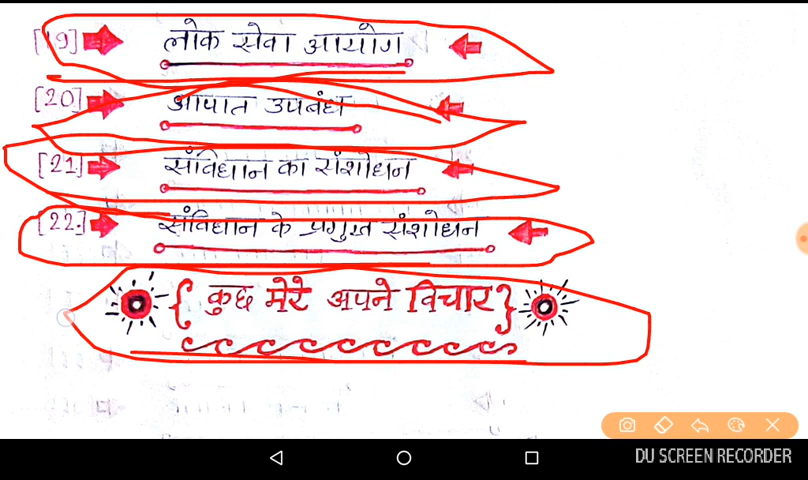 [19] लोक सेवा आयोग
[20] आपात उपबंध
[21] संविधान का संशोधन
[22] संविधान के प्रमुख संशोधन
{ कुछ मेरे अपने विचार }
DU SCREEN RECORDER